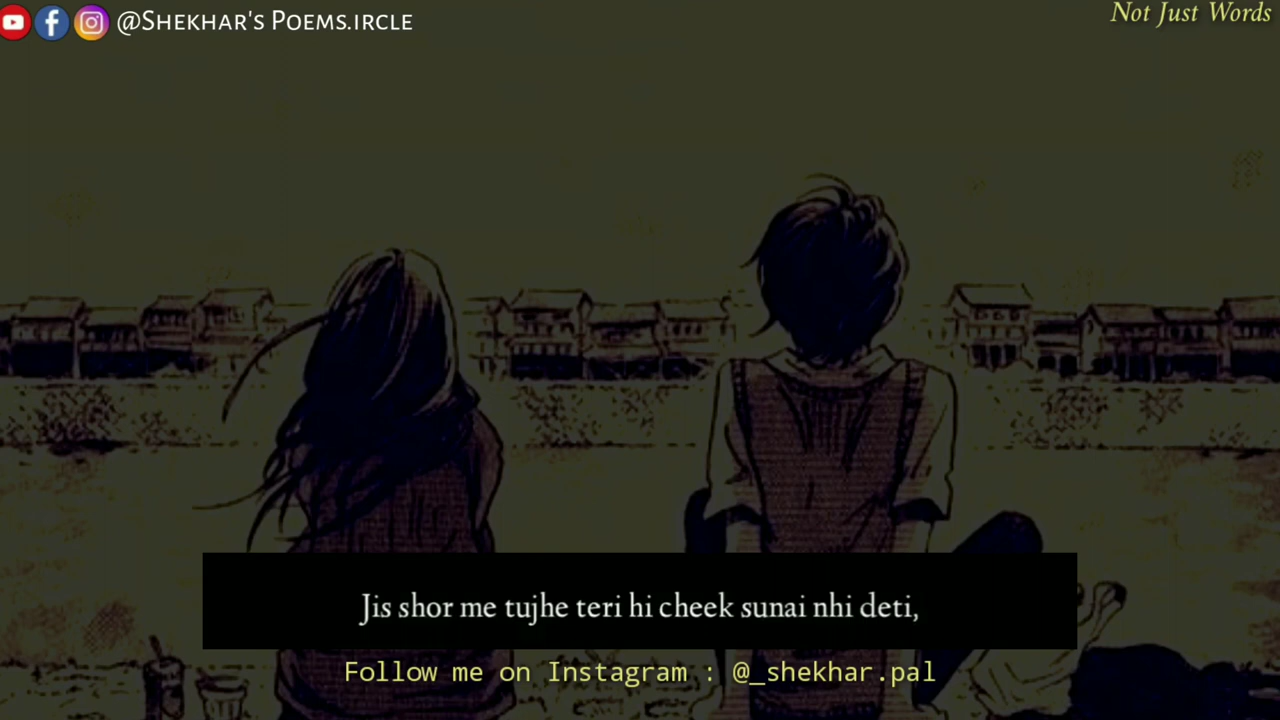 @Shekhar's Poems.ircle
Not Just Words
Jis shor me tujhe teri hi cheek sunai nhi deti,
Follow me on Instagram : @_shekhar.pal